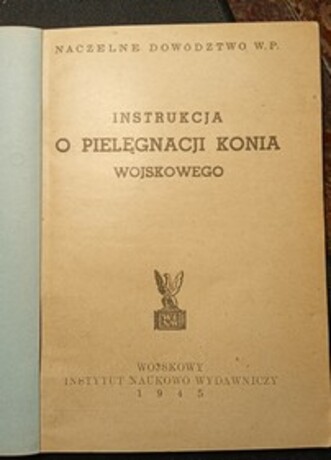 NACZELNE DOWÓDZTWO W.P.
INSTRUKCJA
O PIELĘGNACJI KONIA
WOJSKOWEGO
WOJSKOWY
INSTYTUT NAUKOWO WYDAWNICZY
1945